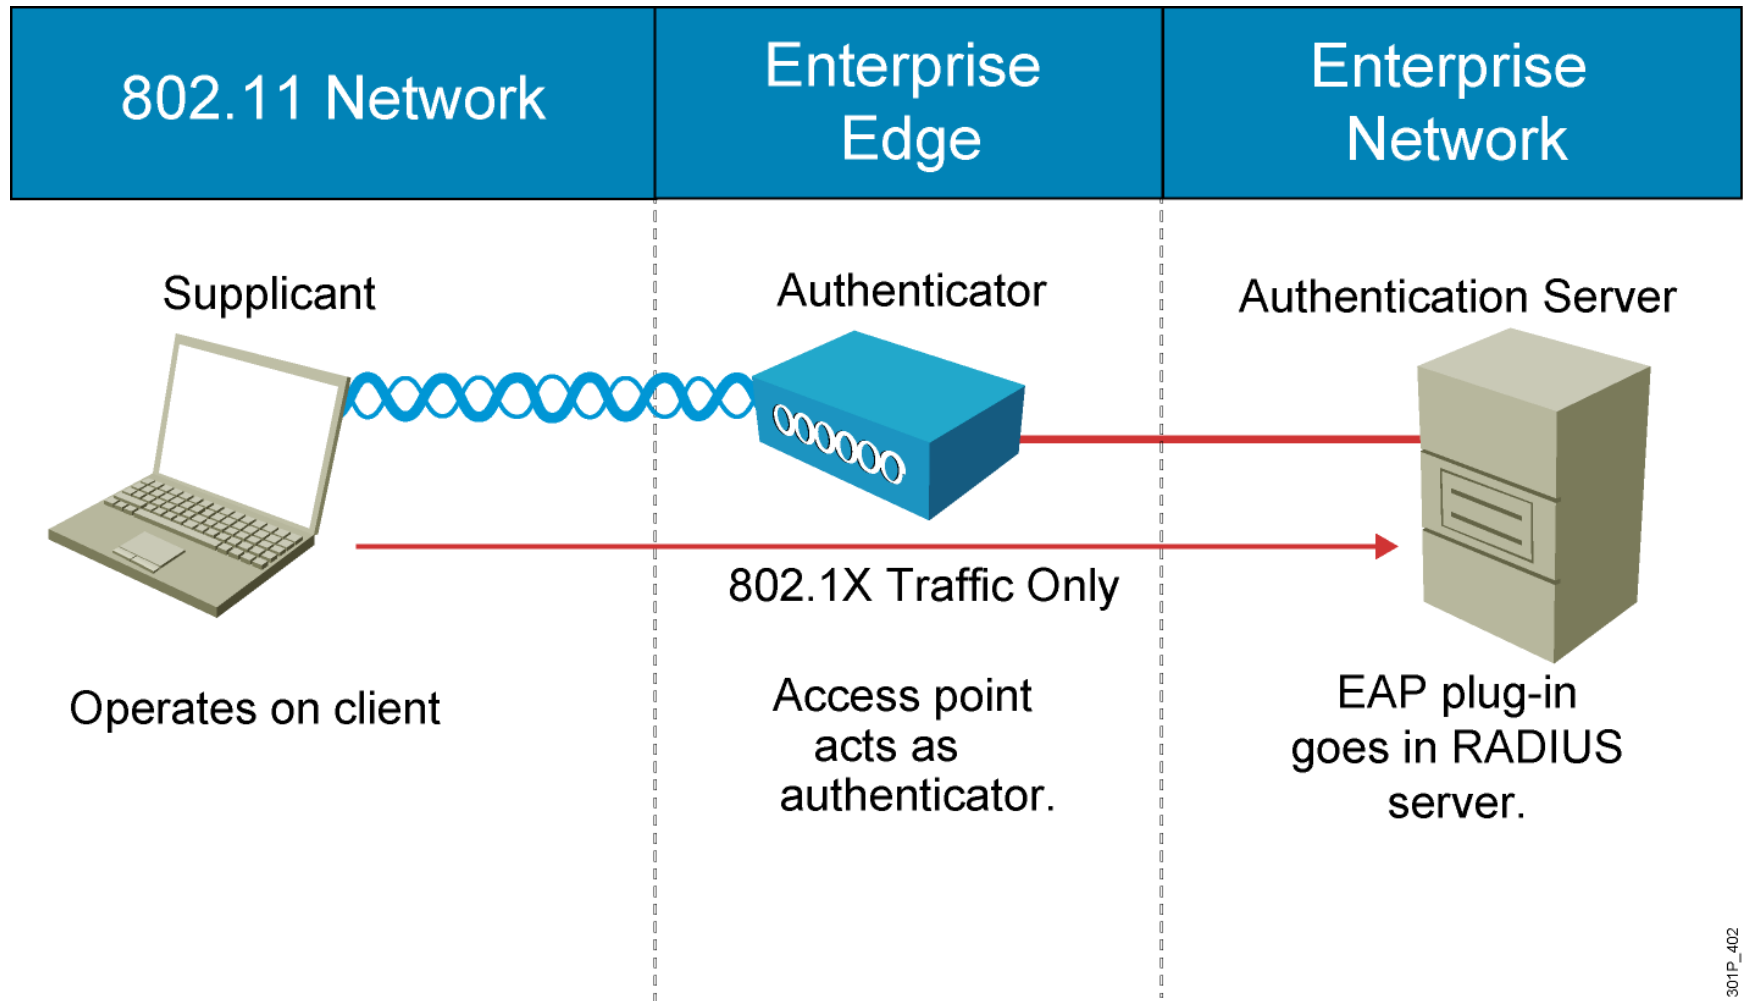 802.11 Network
Enterprise
Edge
Enterprise
Network
Supplicant
Authenticator
Authentication Server
802.1X Traffic Only
Operates on client
Access point
acts as
authenticator.
EAP plug-in
goes in RADIUS
server.
301P_402